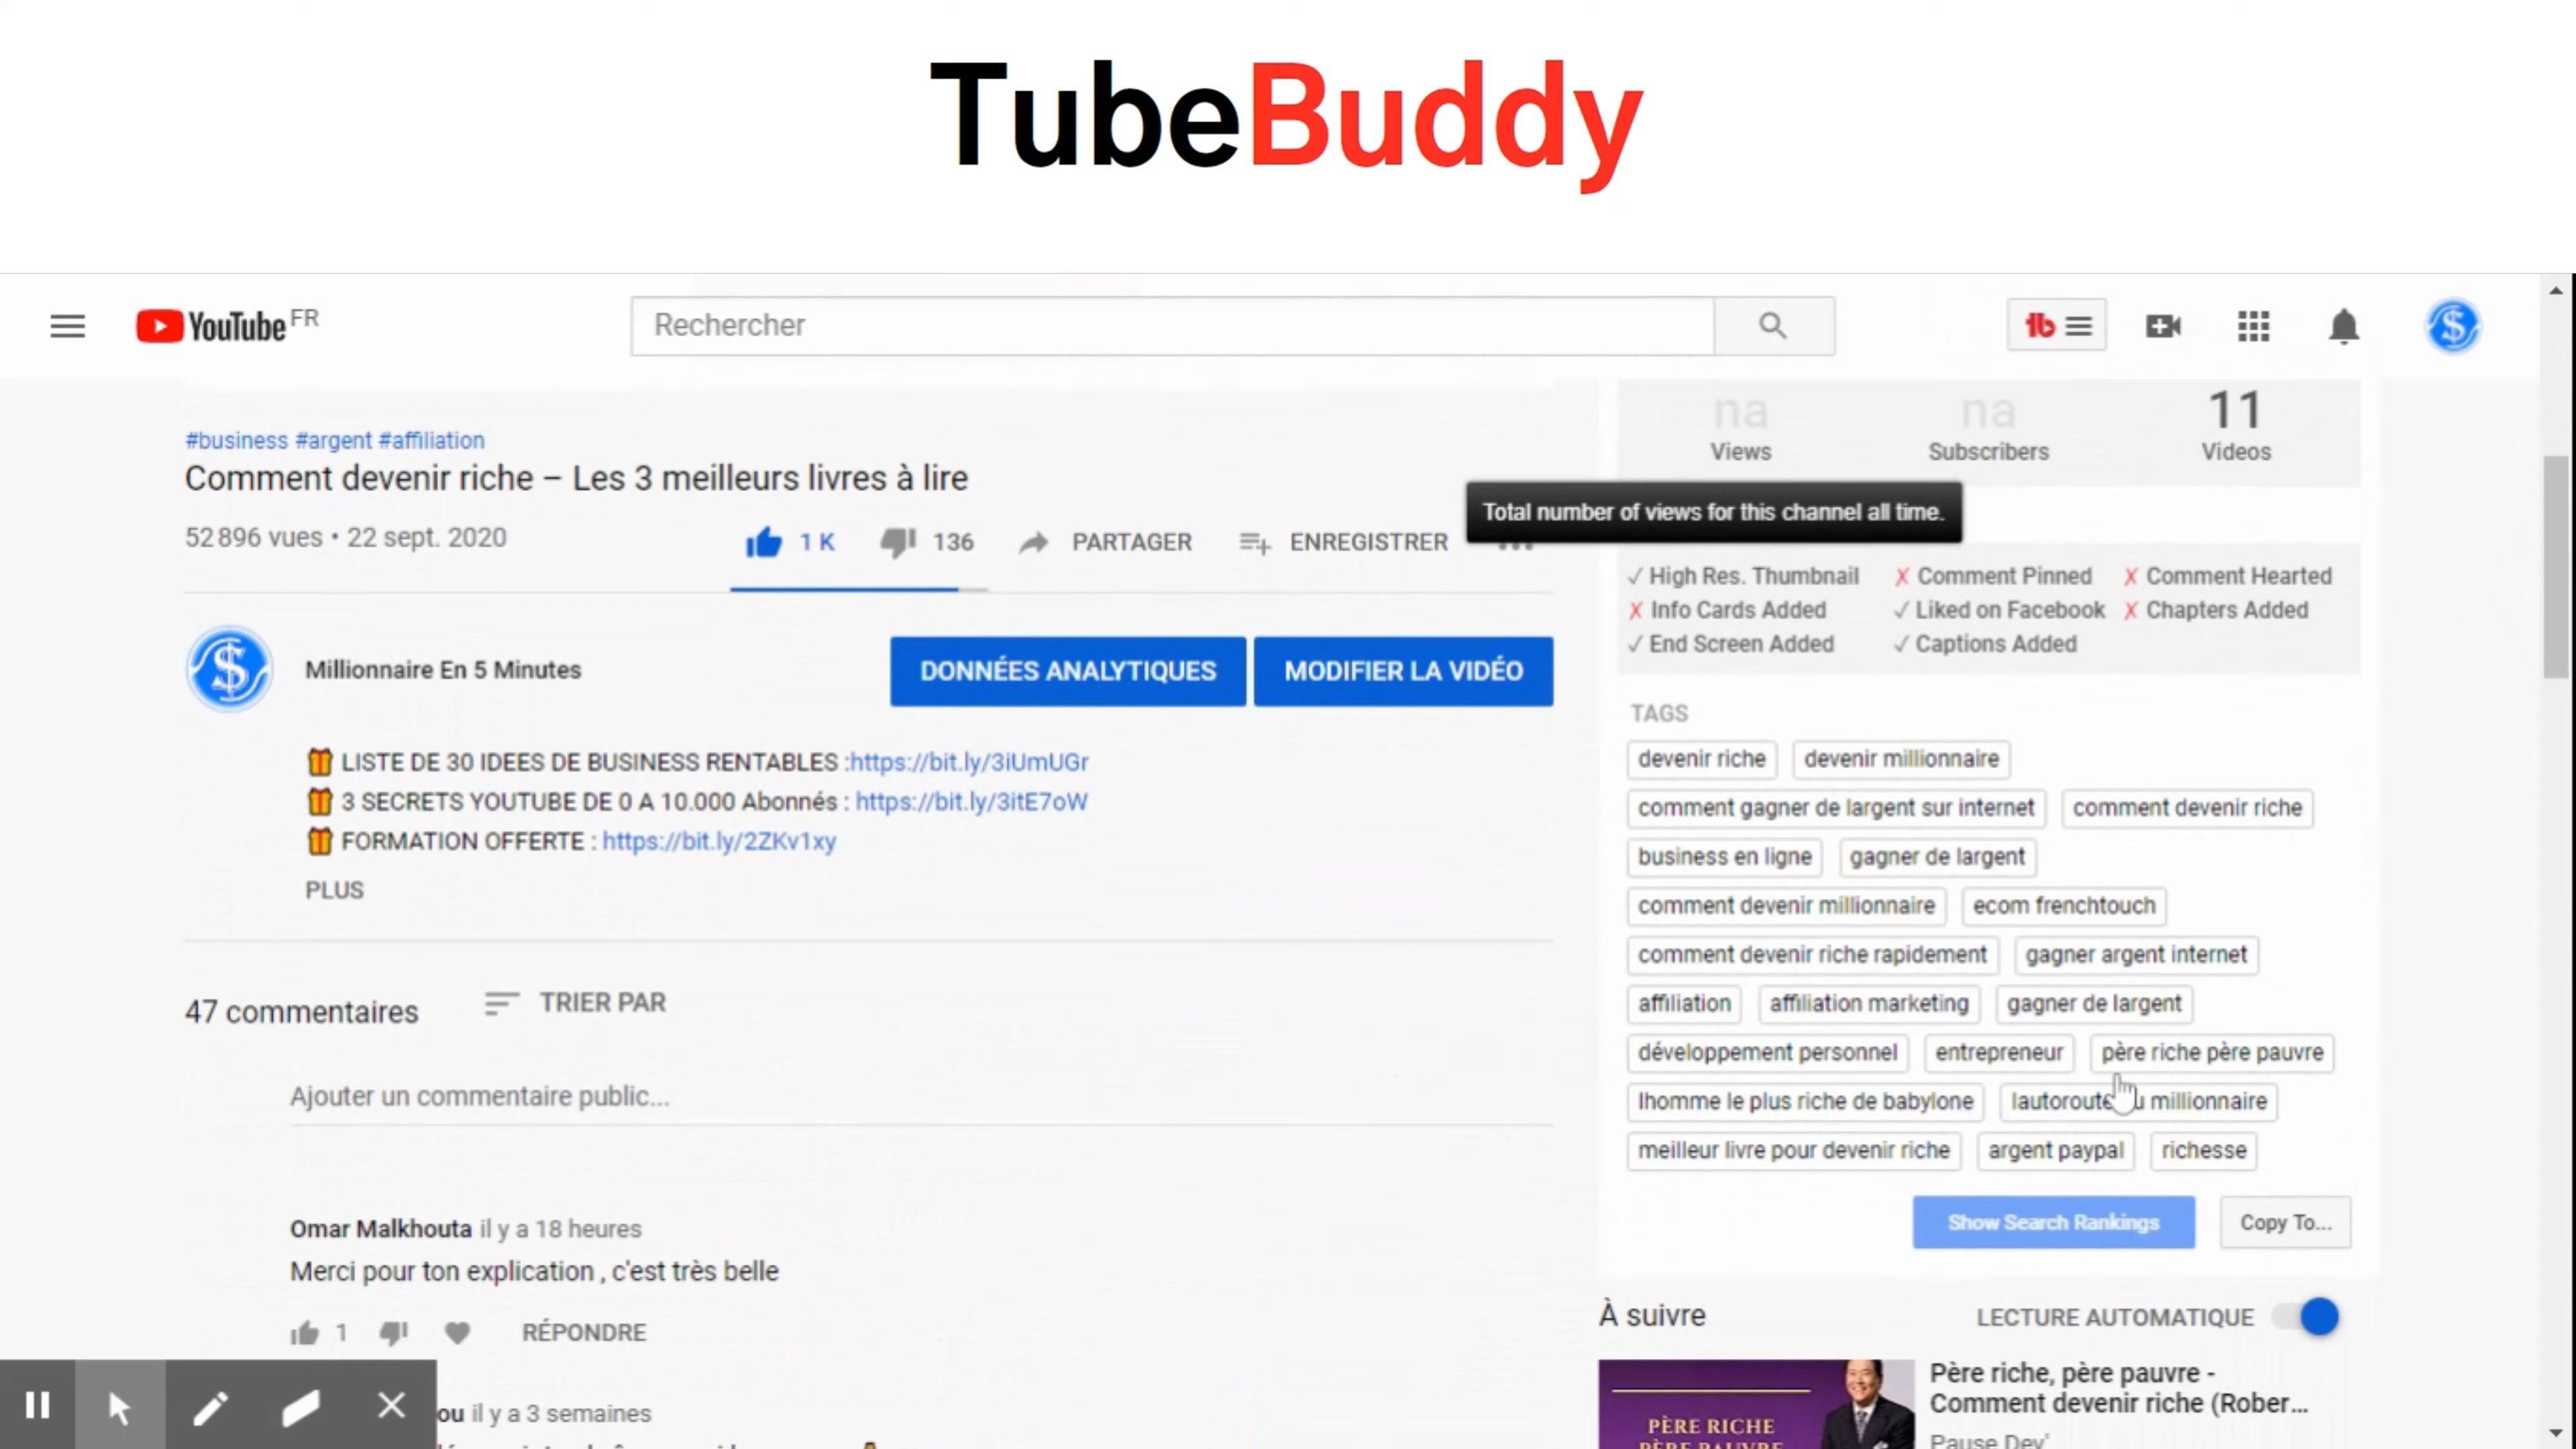 TubeBuddy
YouTube FR
Rechercher
#business #argent #affiliation
Comment devenir riche – Les 3 meilleurs livres à lire
52 896 vues • 22 sept. 2020
1 K
136
PARTAGER
ENREGISTRER
Millionnaire En 5 Minutes
DONNÉES ANALYTIQUES
MODIFIER LA VIDÉO
LISTE DE 30 IDEES DE BUSINESS RENTABLES :https://bit.ly/3iUmUGr
3 SECRETS YOUTUBE DE 0 A 10.000 Abonnés : https://bit.ly/3itE7oW
FORMATION OFFERTE : https://bit.ly/2ZKv1xy
PLUS
47 commentaires
TRIER PAR
Ajouter un commentaire public...
Omar Malkhouta il y a 18 heures
Merci pour ton explication , c'est très belle
1
RÉPONDRE
ou il y a 3 semaines
na na 11
Views Subscribers Videos
Total number of views for this channel all time.
✓ High Res. Thumbnail ✗ Comment Pinned ✗ Comment Hearted
✗ Info Cards Added ✓ Liked on Facebook ✗ Chapters Added
✓ End Screen Added ✓ Captions Added
TAGS
devenir riche devenir millionnaire
comment gagner de largent sur internet comment devenir riche
business en ligne gagner de largent
comment devenir millionnaire ecom frenchtouch
comment devenir riche rapidement gagner argent internet
affiliation affiliation marketing gagner de largent
développement personnel entrepreneur père riche père pauvre
lhomme le plus riche de babylone lautoroute u millionnaire
meilleur livre pour devenir riche argent paypal richesse
Show Search Rankings Copy To...
À suivre LECTURE AUTOMATIQUE
PÈRE RICHE
PÈRE PAUVRE
Père riche, père pauvre -
Comment devenir riche (Rober...
Pause Dev'